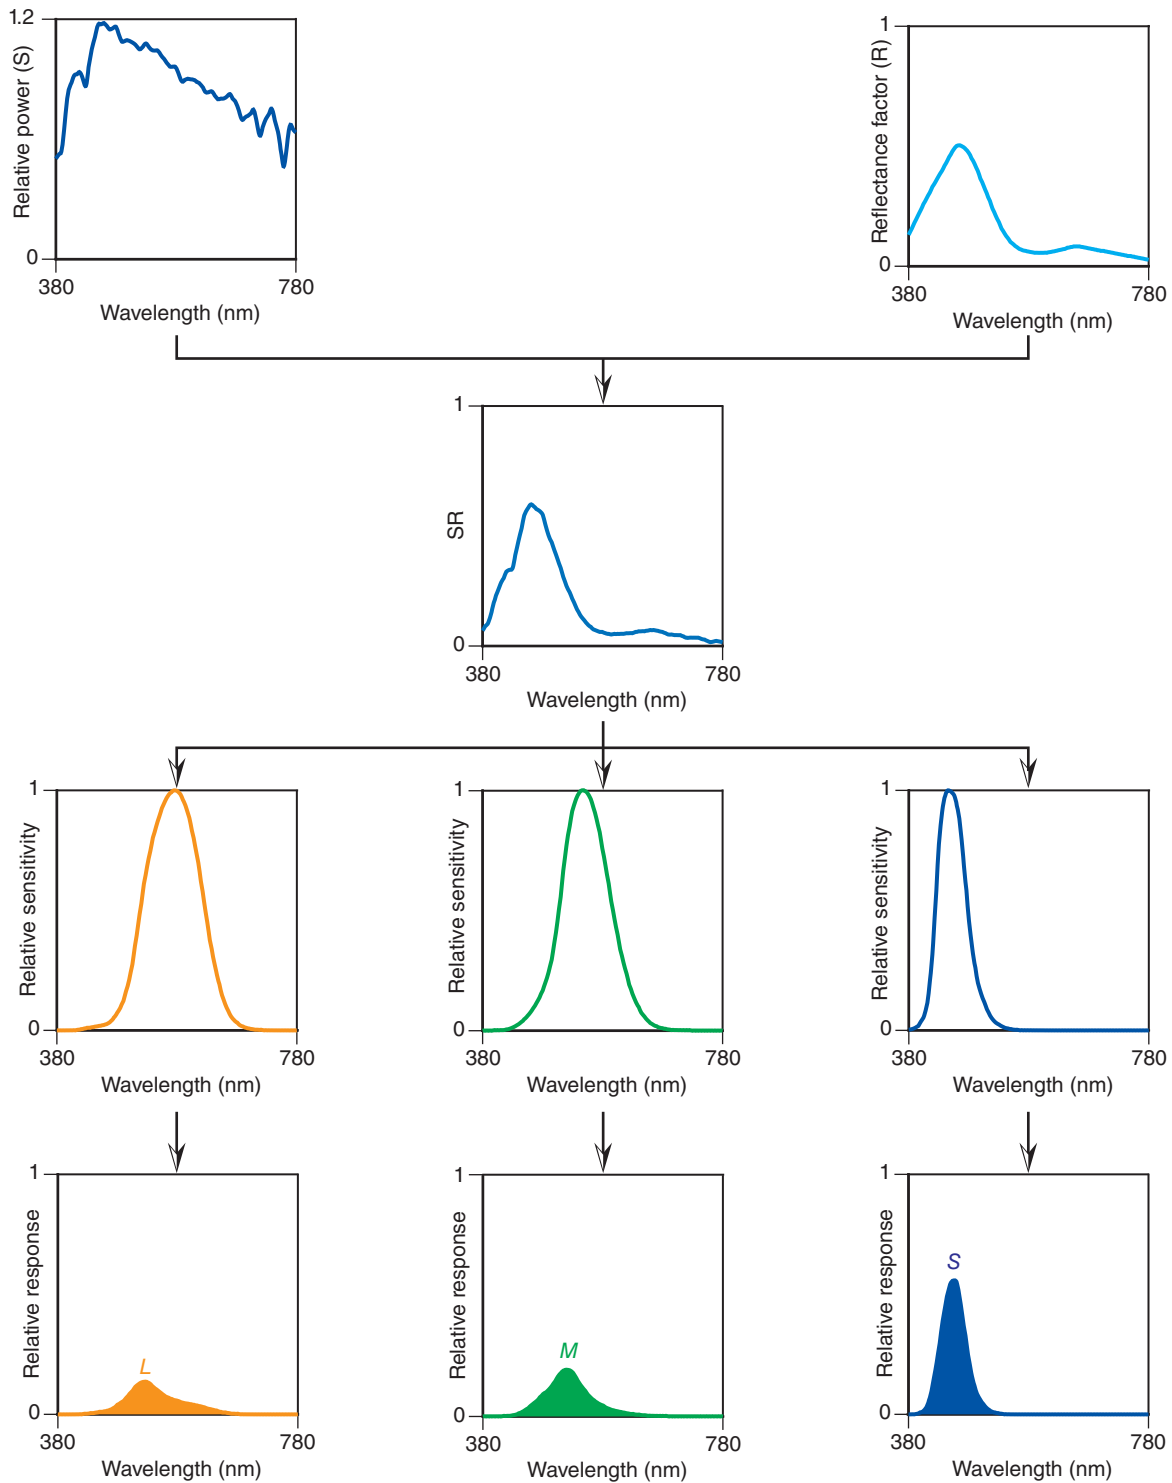 1.2
Relative power (S)
0
380
780
Wavelength (nm)
1
Reflectance factor (R)
0
380
780
Wavelength (nm)
1
SR
0
380
780
Wavelength (nm)
1
Relative sensitivity
0
380
780
Wavelength (nm)
1
Relative sensitivity
0
380
780
Wavelength (nm)
1
Relative sensitivity
0
380
780
Wavelength (nm)
1
Relative response
L
0
380
780
Wavelength (nm)
1
Relative response
M
0
380
780
Wavelength (nm)
1
Relative response
S
0
380
780
Wavelength (nm)